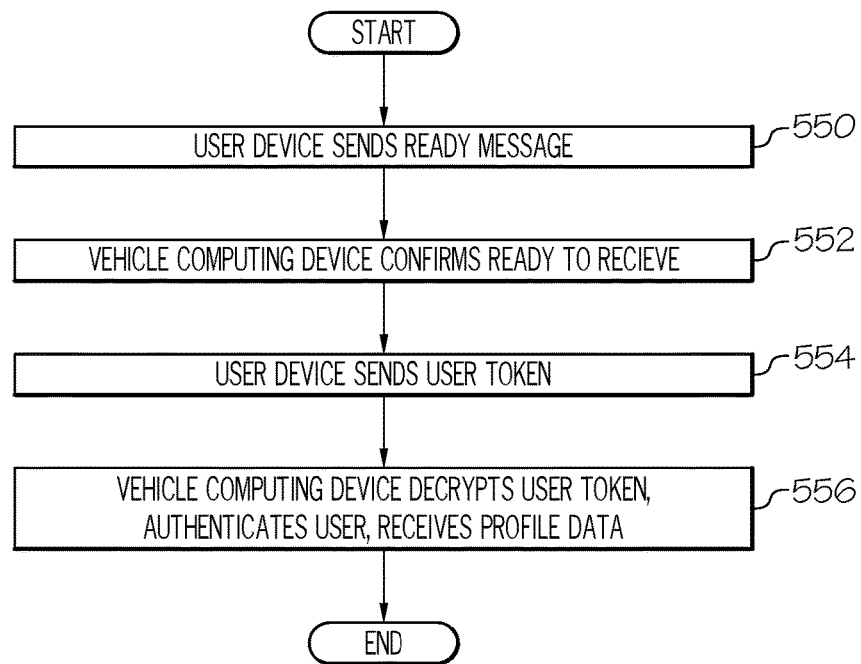 START
USER DEVICE SENDS READY MESSAGE
550
VEHICLE COMPUTING DEVICE CONFIRMS READY TO RECIEVE
552
USER DEVICE SENDS USER TOKEN
554
VEHICLE COMPUTING DEVICE DECRYPTS USER TOKEN,
AUTHENTICATES USER, RECEIVES PROFILE DATA
556
END